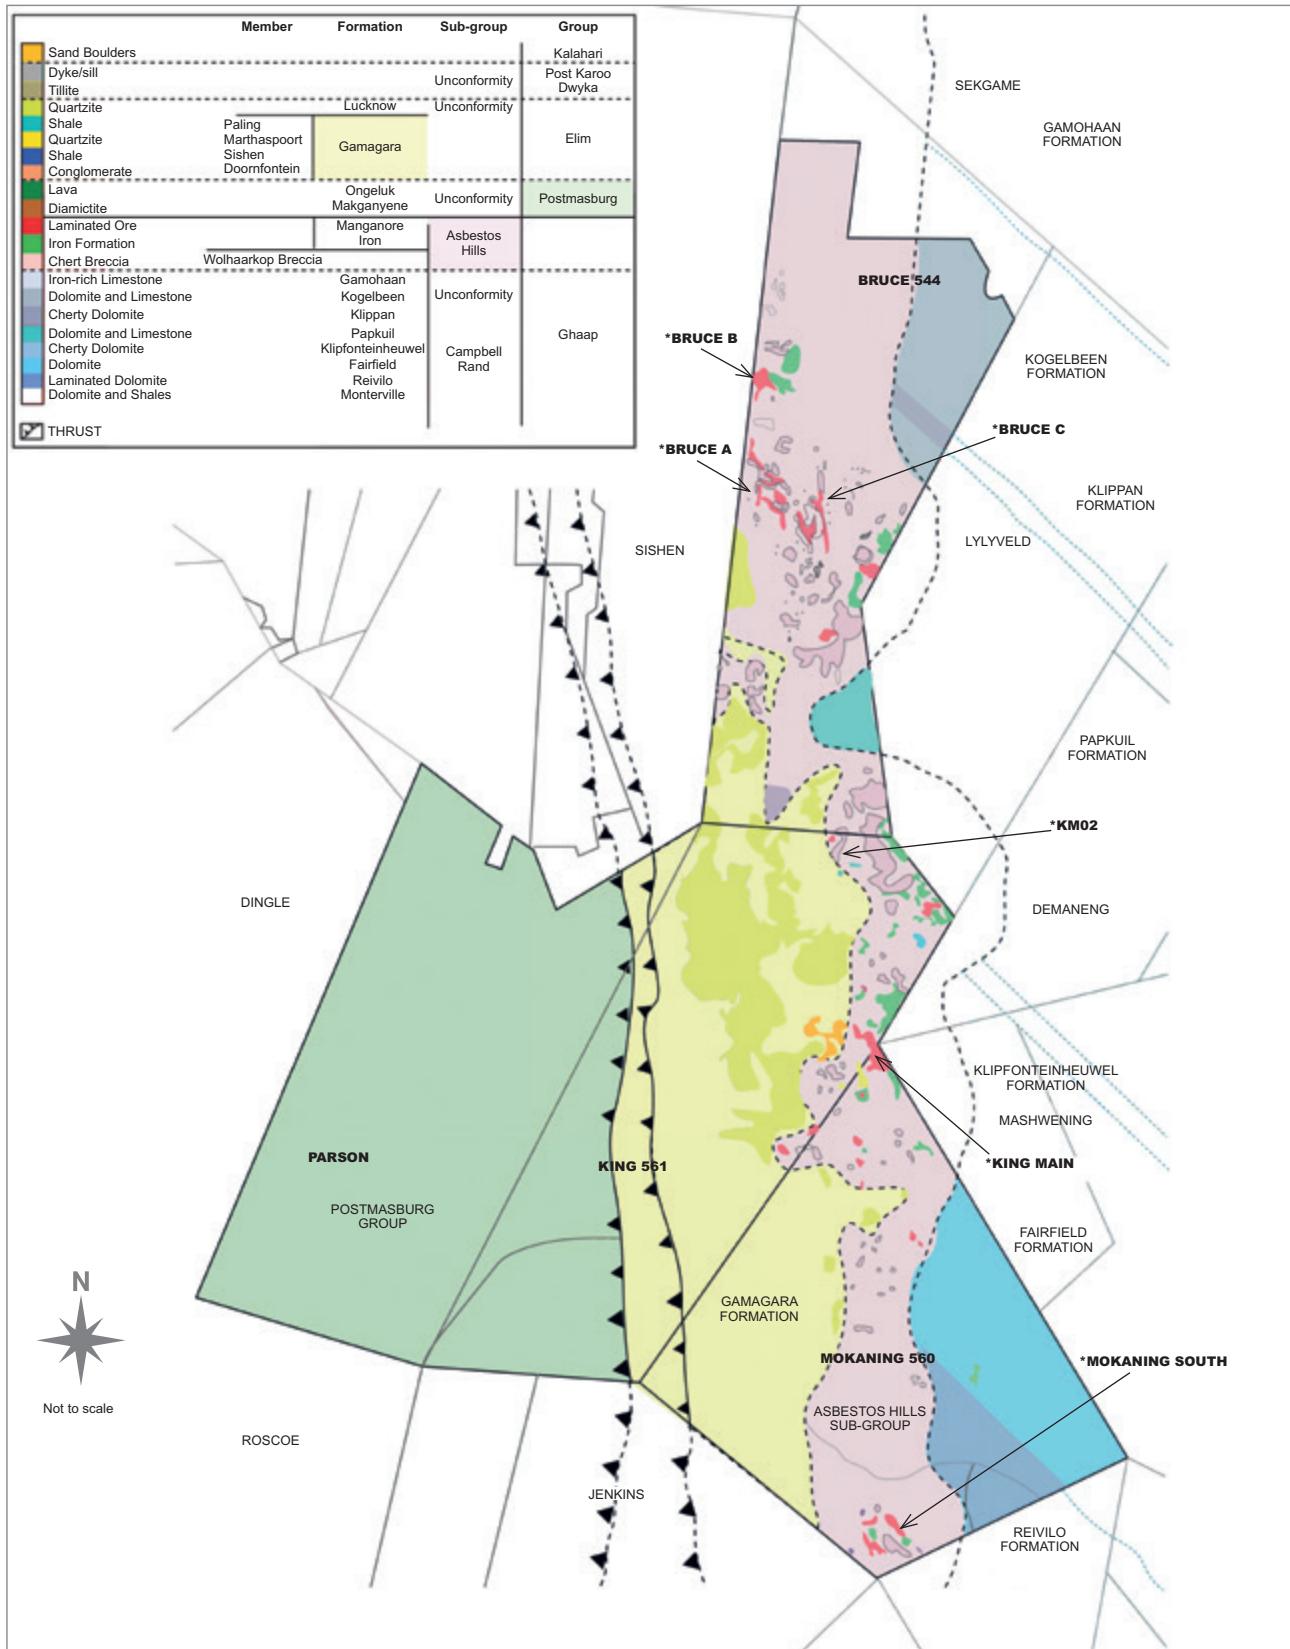 Member Formation Sub-group Group
Sand Boulders Kalahari
Dyke/sill Unconformity Post Karoo
Tillite Dwyka
Quartzite Lucknow Unconformity
Shale Paling
Quartzite Marthaspoort Gamagara Elim
Shale Sishen
Conglomerate Doornfontein
Lava Ongeluk Unconformity Postmasburg
Diamictite Makganyene
Laminated Ore Manganore Asbestos
Iron Formation Iron Hills
Chert Breccia Wolhaarkop Breccia
Iron-rich Limestone Gamohaan
Dolomite and Limestone Kogelbeen Unconformity
Cherty Dolomite Klippan
Dolomite and Limestone Papkuil Ghaap
Cherty Dolomite Klipfonteinheuwel Campbell
Dolomite Fairfield Rand
Laminated Dolomite Reivilo
Dolomite and Shales Monterville
THRUST
SEKGAME
GAMOHAAN
FORMATION
BRUCE 544
*BRUCE B
KOGELBEEN
FORMATION
*BRUCE C
*BRUCE A
KLIPPAN
FORMATION
LYLYVELD
SISHEN
PAPKUIL
FORMATION
*KM02
DINGLE
DEMANENG
KLIPFONTEINHEUWEL
FORMATION
MASHWENING
PARSON
KING 561
*KING MAIN
POSTMASBURG
GROUP
FAIRFIELD
FORMATION
N
GAMAGARA
FORMATION
MOKANING 560
*MOKANING SOUTH
Not to scale
ASBESTOS HILLS
SUB-GROUP
ROSCOE
JENKINS
REIVILO
FORMATION